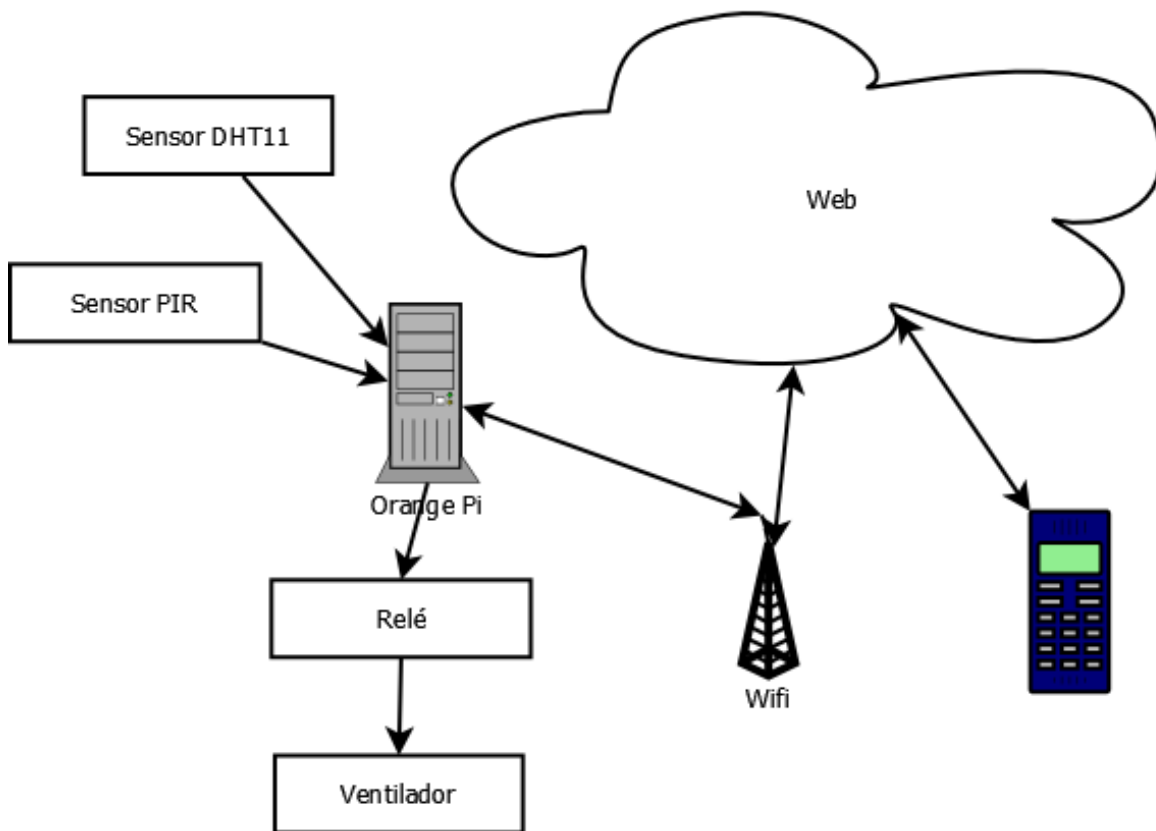 Sensor DHT11
Web
Sensor PIR
Orange Pi
Relé
Wifi
Ventilador